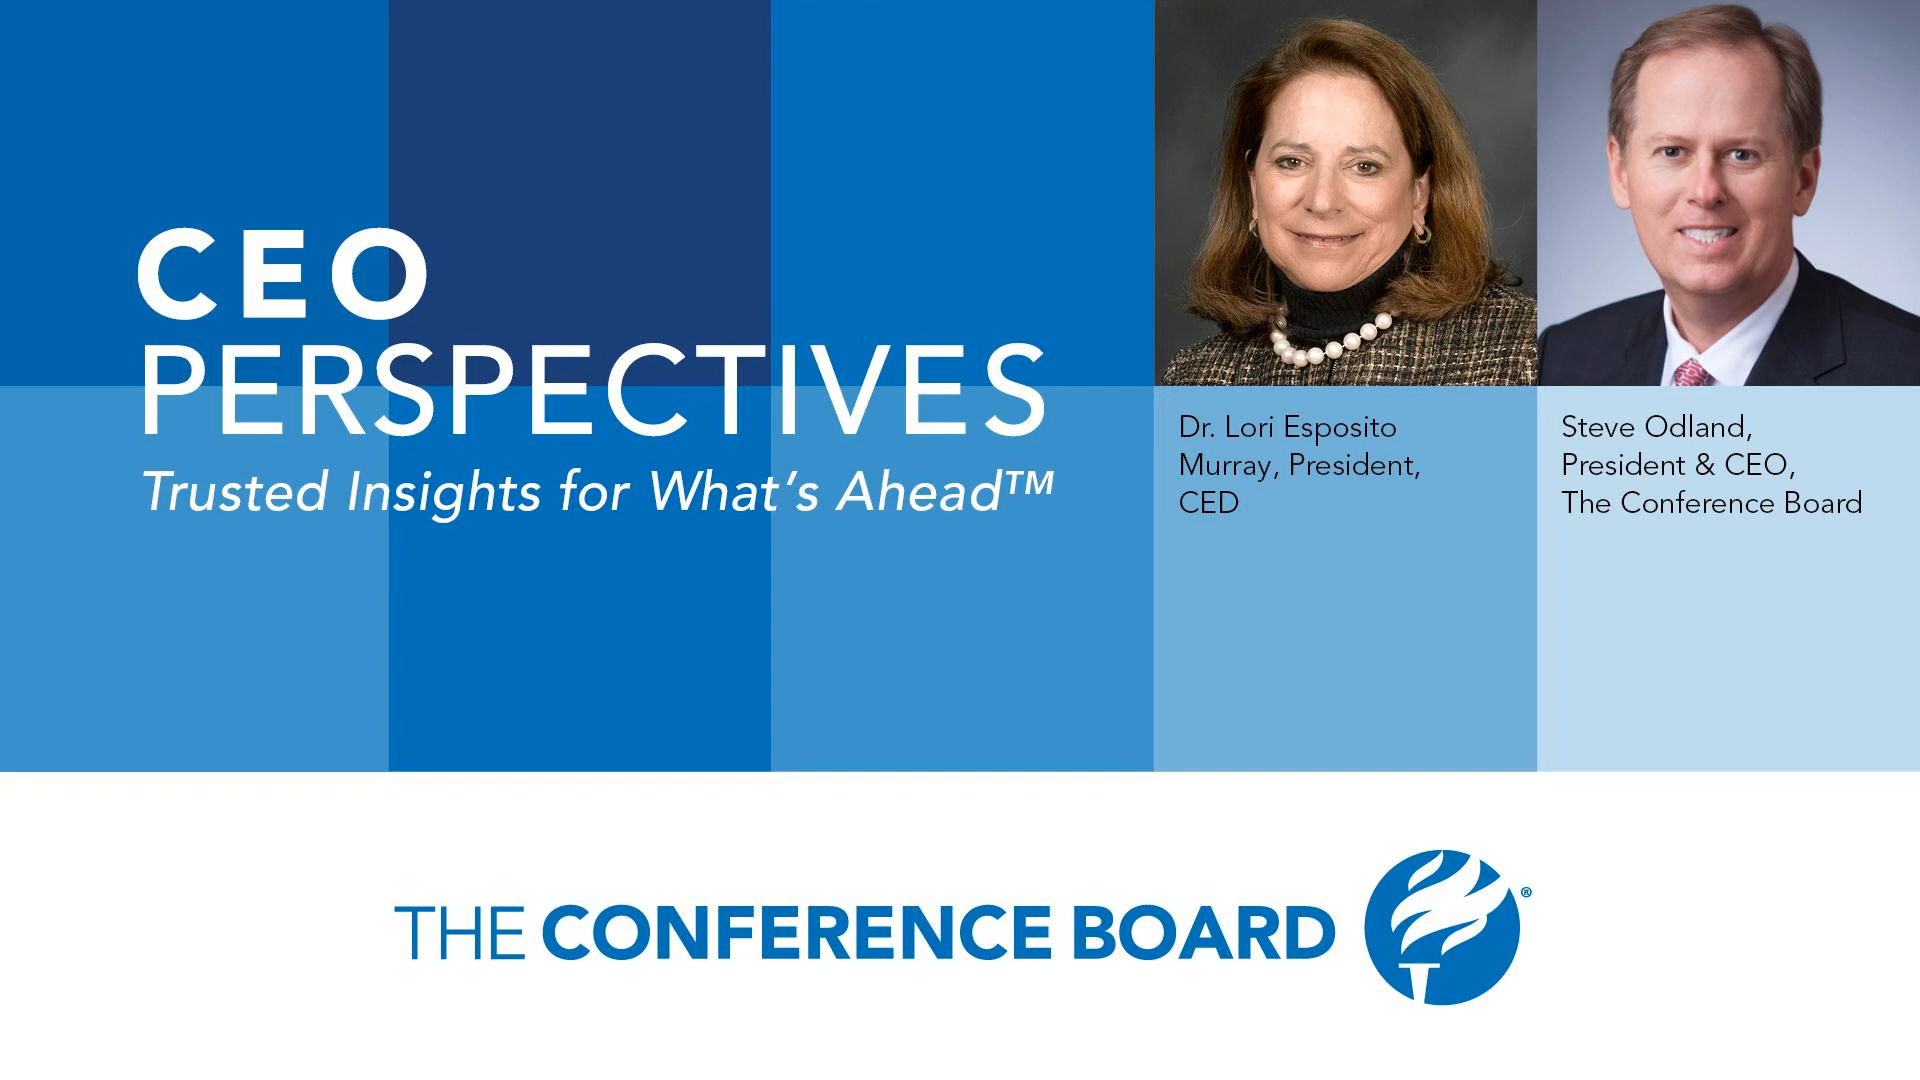 CEO
PERSPECTIVES
Trusted Insights for What's Ahead™
Dr. Lori Esposito
Murray, President,
CED
Steve Odland,
President & CEO,
The Conference Board
THE CONFERENCE BOARD ®